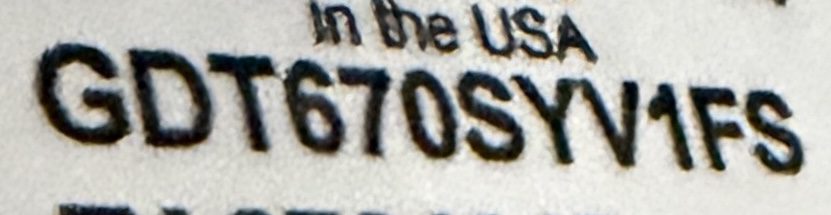 in the USA
GDT670SYV1FS